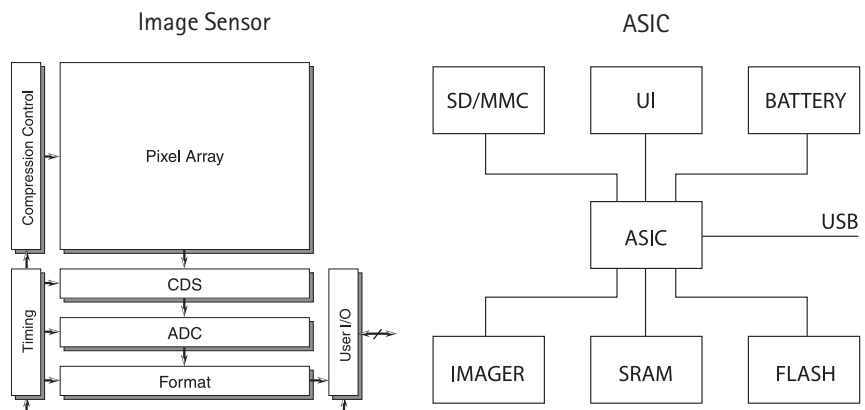 Image Sensor
Compression Control
Pixel Array
Timing
CDS
ADC
Format
User I/O
ASIC
SD/MMC
UI
BATTERY
ASIC
USB
IMAGER
SRAM
FLASH